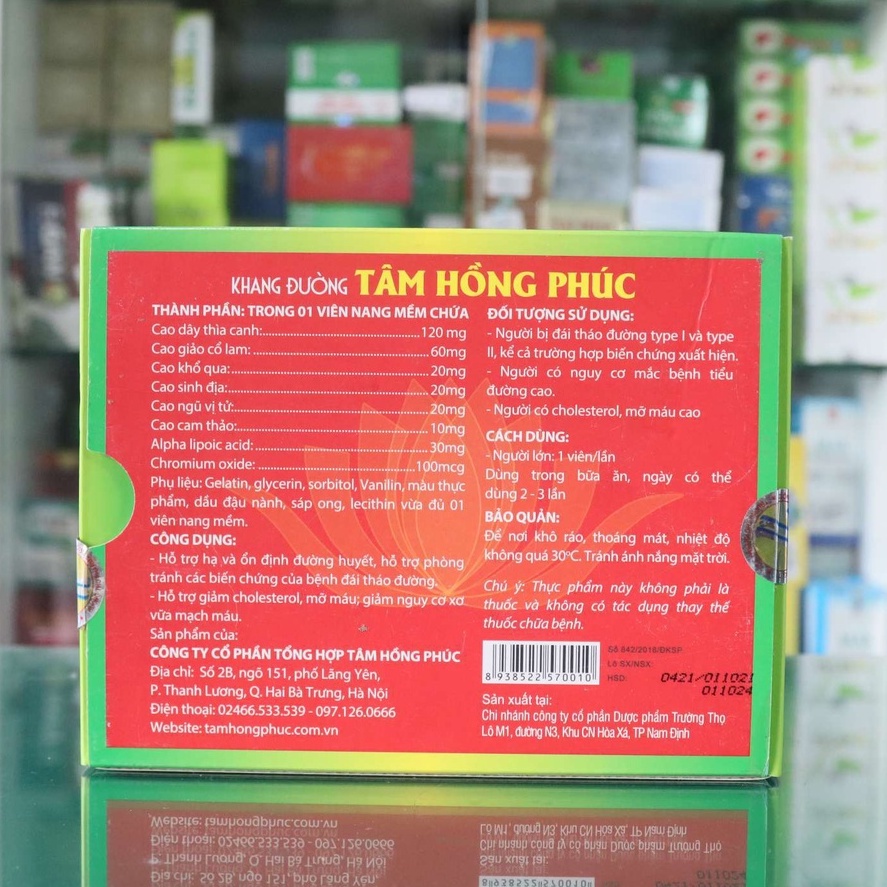 KHANG ĐƯỜNG TÂM HỒNG PHÚC
THÀNH PHẦN: TRONG 01 VIÊN NANG MỀM CHỨA
Cao dây thìa canh:..........120 mg
Cao giảo cổ lam:..........60mg
Cao khổ qua:..........20mg
Cao sinh địa:..........20mg
Cao ngũ vị tử:..........20mg
Cao cam thảo:..........10mg
Alpha lipoic acid:..........30mg
Chromium oxide:..........100mcg
Phụ liệu: Gelatin, glycerin, sorbitol, Vanilin, màu thực
phẩm, dầu đậu nành, sáp ong, lecithin vừa đủ 01
viên nang mềm.
CÔNG DỤNG:
- Hỗ trợ hạ và ổn định đường huyết, hỗ trợ phòng
tránh các biến chứng của bệnh đái tháo đường.
- Hỗ trợ giảm cholesterol, mỡ máu; giảm nguy cơ xơ
vữa mạch máu.
Sản phẩm của:
CÔNG TY CỔ PHẦN TỔNG HỢP TÂM HỒNG PHÚC
Địa chỉ: Số 2B, ngõ 151, phố Lãng Yên,
P. Thanh Lương, Q. Hai Bà Trưng, Hà Nội
Điện thoại: 02466.533.539 - 097.126.0666
Website: tamhongphuc.com.vn
ĐỐI TƯỢNG SỬ DỤNG:
- Người bị đái tháo đường type I và type
II, kể cả trường hợp biến chứng xuất hiện.
- Người có nguy cơ mắc bệnh tiểu
đường cao.
- Người có cholesterol, mỡ máu cao
CÁCH DÙNG:
- Người lớn: 1 viên/lần
Dùng trong bữa ăn, ngày có thể
dùng 2 - 3 lần
BẢO QUẢN:
Để nơi khô ráo, thoáng mát, nhiệt độ
không quá 30ºC. Tránh ánh nắng mặt trời.
Chú ý: Thực phẩm này không phải là
thuốc và không có tác dụng thay thế
thuốc chữa bệnh.
8 938522 570010
Số 842/2018/ĐKSP
Lô SX/NSX:
HSD:
0421/011021
011024
Sản xuất tại:
Chi nhánh công ty cổ phần Dược phẩm Trường Thọ
Lô M1, đường N3, Khu CN Hòa Xá, TP Nam Định